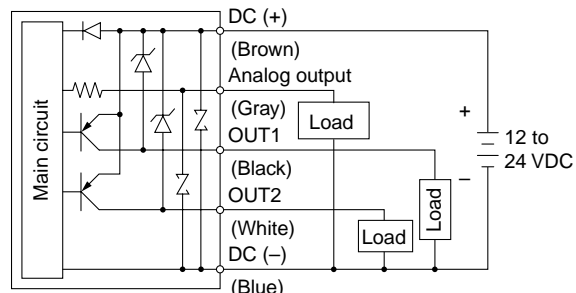 DC (+)
(Brown)
Analog output
(Gray)
OUT1
(Black)
OUT2
(White)
DC (–)
(Blue)
Main circuit
Load
Load
Load
+
–
12 to
24 VDC